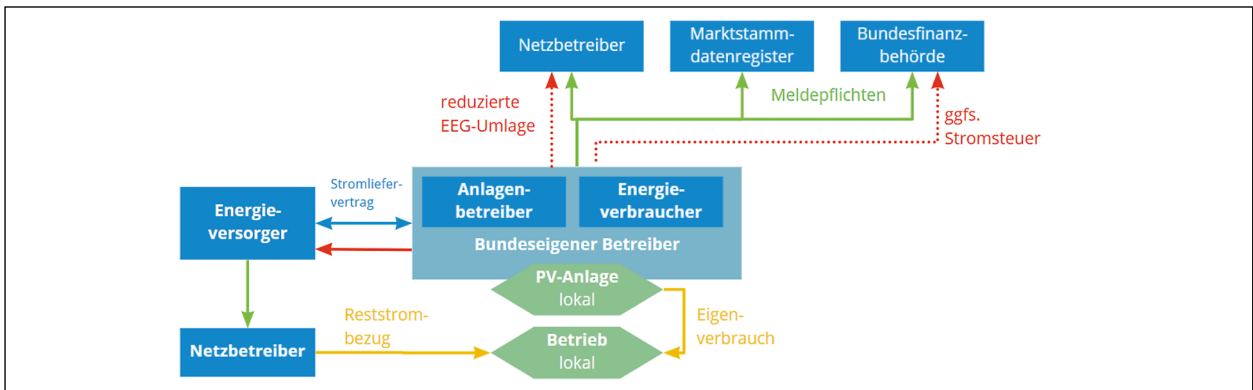 Netzbetreiber
Marktstamm-
datenregister
Bundesfinanz-
behörde
Meldepflichten
reduzierte
EEG-Umlage
ggfs.
Stromsteuer
Stromliefer-
vertrag
Anlagen-
betreiber
Energie-
verbraucher
Energie-
versorger
Bundeseigener Betreiber
PV-Anlage
lokal
Reststrom-
bezug
Eigen-
verbrauch
Netzbetreiber
Betrieb
lokal